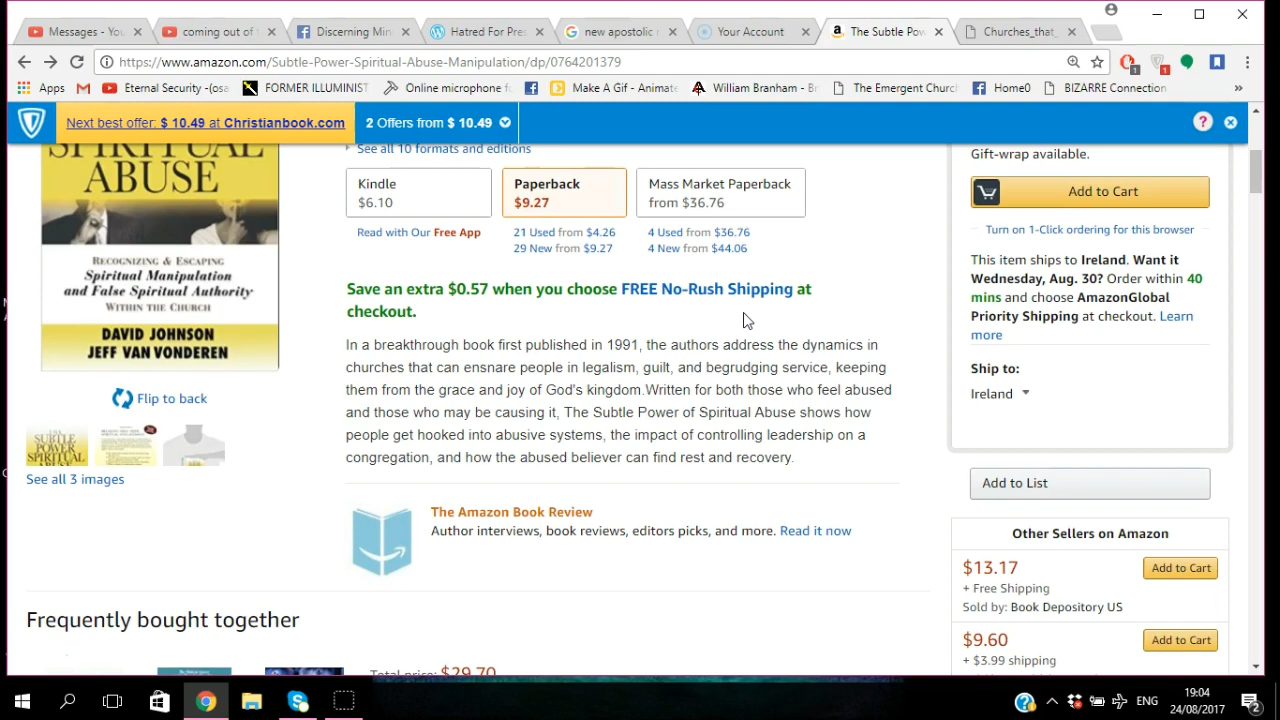 Messages - You
coming out of
Discerning Min
Hatred For Pres
new apostolic r
Your Account
The Subtle Pow
Churches_that_
https://www.amazon.com/Subtle-Power-Spiritual-Abuse-Manipulation/dp/0764201379
1
1
Apps
Eternal Security -(osa
FORMER ILLUMINIST
Online microphone f
Make A Gif - Animate
William Branham - B
The Emergent Churc
Home0
BIZARRE Connection
»
Next best offer: $ 10.49 at Christianbook.com
2 Offers from $ 10.49
?
SPIRITUAL
ABUSE
RECOGNIZING & ESCAPING
Spiritual Manipulation
and False Spiritual Authority
WITHIN THE CHURCH
DAVID JOHNSON
JEFF VAN VONDEREN
Flip to back
See all 3 images
See all 10 formats and editions
Kindle
$6.10
Paperback
$9.27
Mass Market Paperback
from $36.76
Read with Our Free App
21 Used from $4.26
29 New from $9.27
4 Used from $36.76
4 New from $44.06
Save an extra $0.57 when you choose FREE No-Rush Shipping at
checkout.
In a breakthrough book first published in 1991, the authors address the dynamics in
churches that can ensnare people in legalism, guilt, and begrudging service, keeping
them from the grace and joy of God's kingdom.Written for both those who feel abused
and those who may be causing it, The Subtle Power of Spiritual Abuse shows how
people get hooked into abusive systems, the impact of controlling leadership on a
congregation, and how the abused believer can find rest and recovery.
The Amazon Book Review
Author interviews, book reviews, editors picks, and more. Read it now
Frequently bought together
Total price: $29.70
Gift-wrap available.
Add to Cart
Turn on 1-Click ordering for this browser
This item ships to Ireland. Want it
Wednesday, Aug. 30? Order within 40
mins and choose AmazonGlobal
Priority Shipping at checkout. Learn
more
Ship to:
Ireland
Add to List
Other Sellers on Amazon
$13.17
Add to Cart
+ Free Shipping
Sold by: Book Depository US
$9.60
Add to Cart
+ $3.99 shipping
ENG
19:04
24/08/2017
2